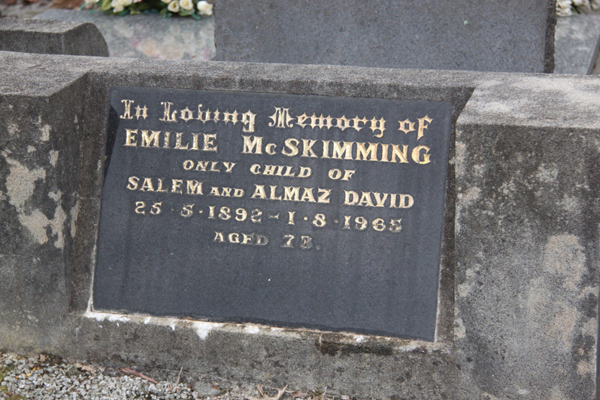 In Loving Memory of
EMILIE McSKIMMING
ONLY CHILD OF
SALEM AND ALMAZ DAVID
25·5·1892-1·8·1965
AGED 73.